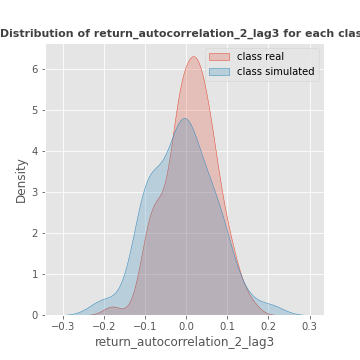 Distribution of return_autocorrelation_2_lag3 for each clas
class real
class simulated
6
5
4
3
2
1
0
Density
−0.3 −0.2 −0.1 0.0 0.1 0.2 0.3
return_autocorrelation_2_lag3